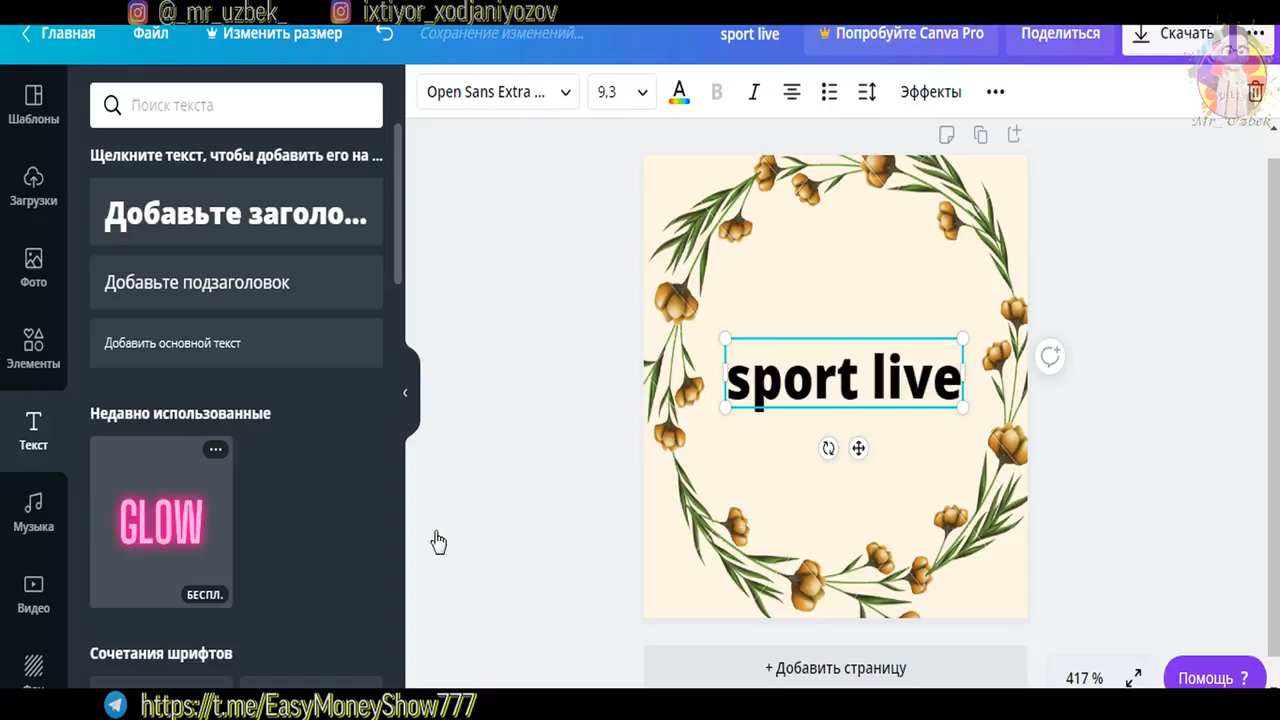 @_mr_uzbek_ ixtiyor_xodjaniyozov
Главная Файл Изменить размер Сохранение изменений... sport live Попробуйте Canva Pro Поделиться Скачать
Mr_Uzbek
Шаблоны
Загрузки
Фото
Элементы
Текст
Музыка
Видео
Поиск текста
Щелкните текст, чтобы добавить его на ...
Добавьте заголо...
Добавьте подзаголовок
Добавить основной текст
Недавно использованные
GLOW
БЕСПЛ.
Сочетания шрифтов
Open Sans Extra ... 9,3 A B I Эффекты
sport live
+ Добавить страницу
417 % Помощь ?
https://t.me/EasyMoneyShow777